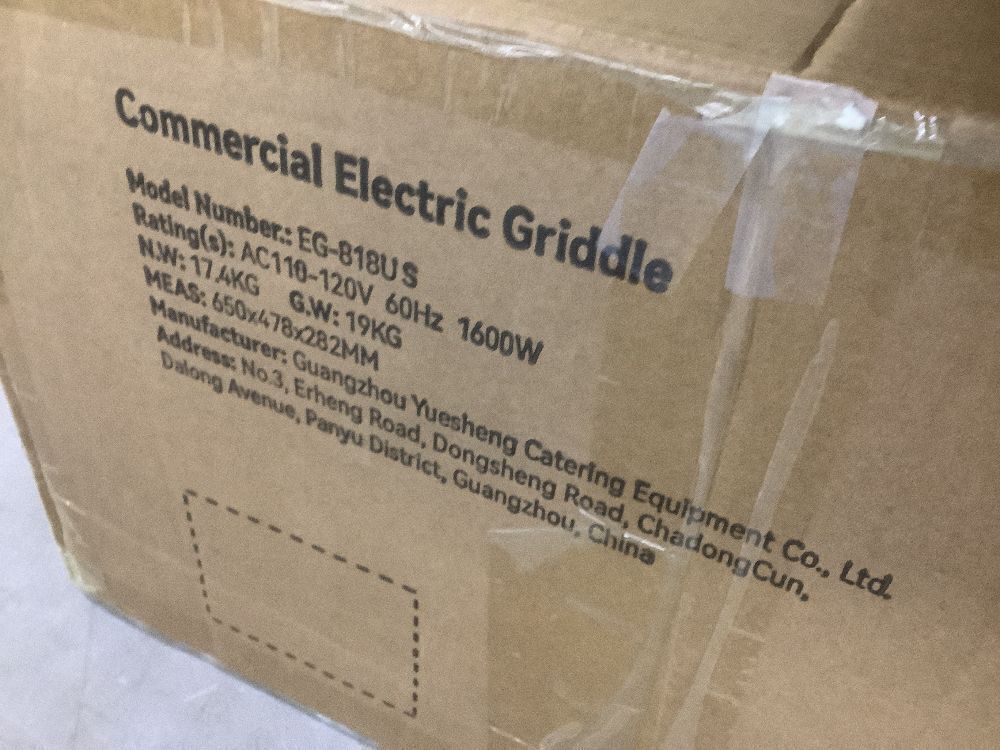 Commercial Electric Griddle
Model Number.: EG-818US
Rating(s): AC110-120V 60Hz 1600W
N.W: 17.4KG G.W: 19KG
MEAS: 650x478x282MM
Manufacturer: Guangzhou Yuesheng Catering Equipment Co., Ltd.
Address: No.3, Erheng Road, Dongsheng Road, ChadongCun,
Dalong Avenue, Panyu District, Guangzhou, China